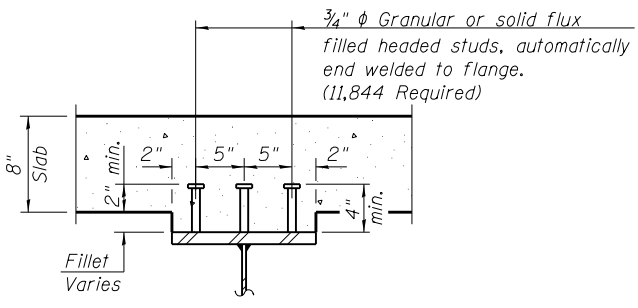 ¾" ϕ Granular or solid flux
filled headed studs, automatically
end welded to flange.
(11,844 Required)
8"
Slab
2" min.
2"
5"
5"
2"
4"
min.
Fillet
Varies